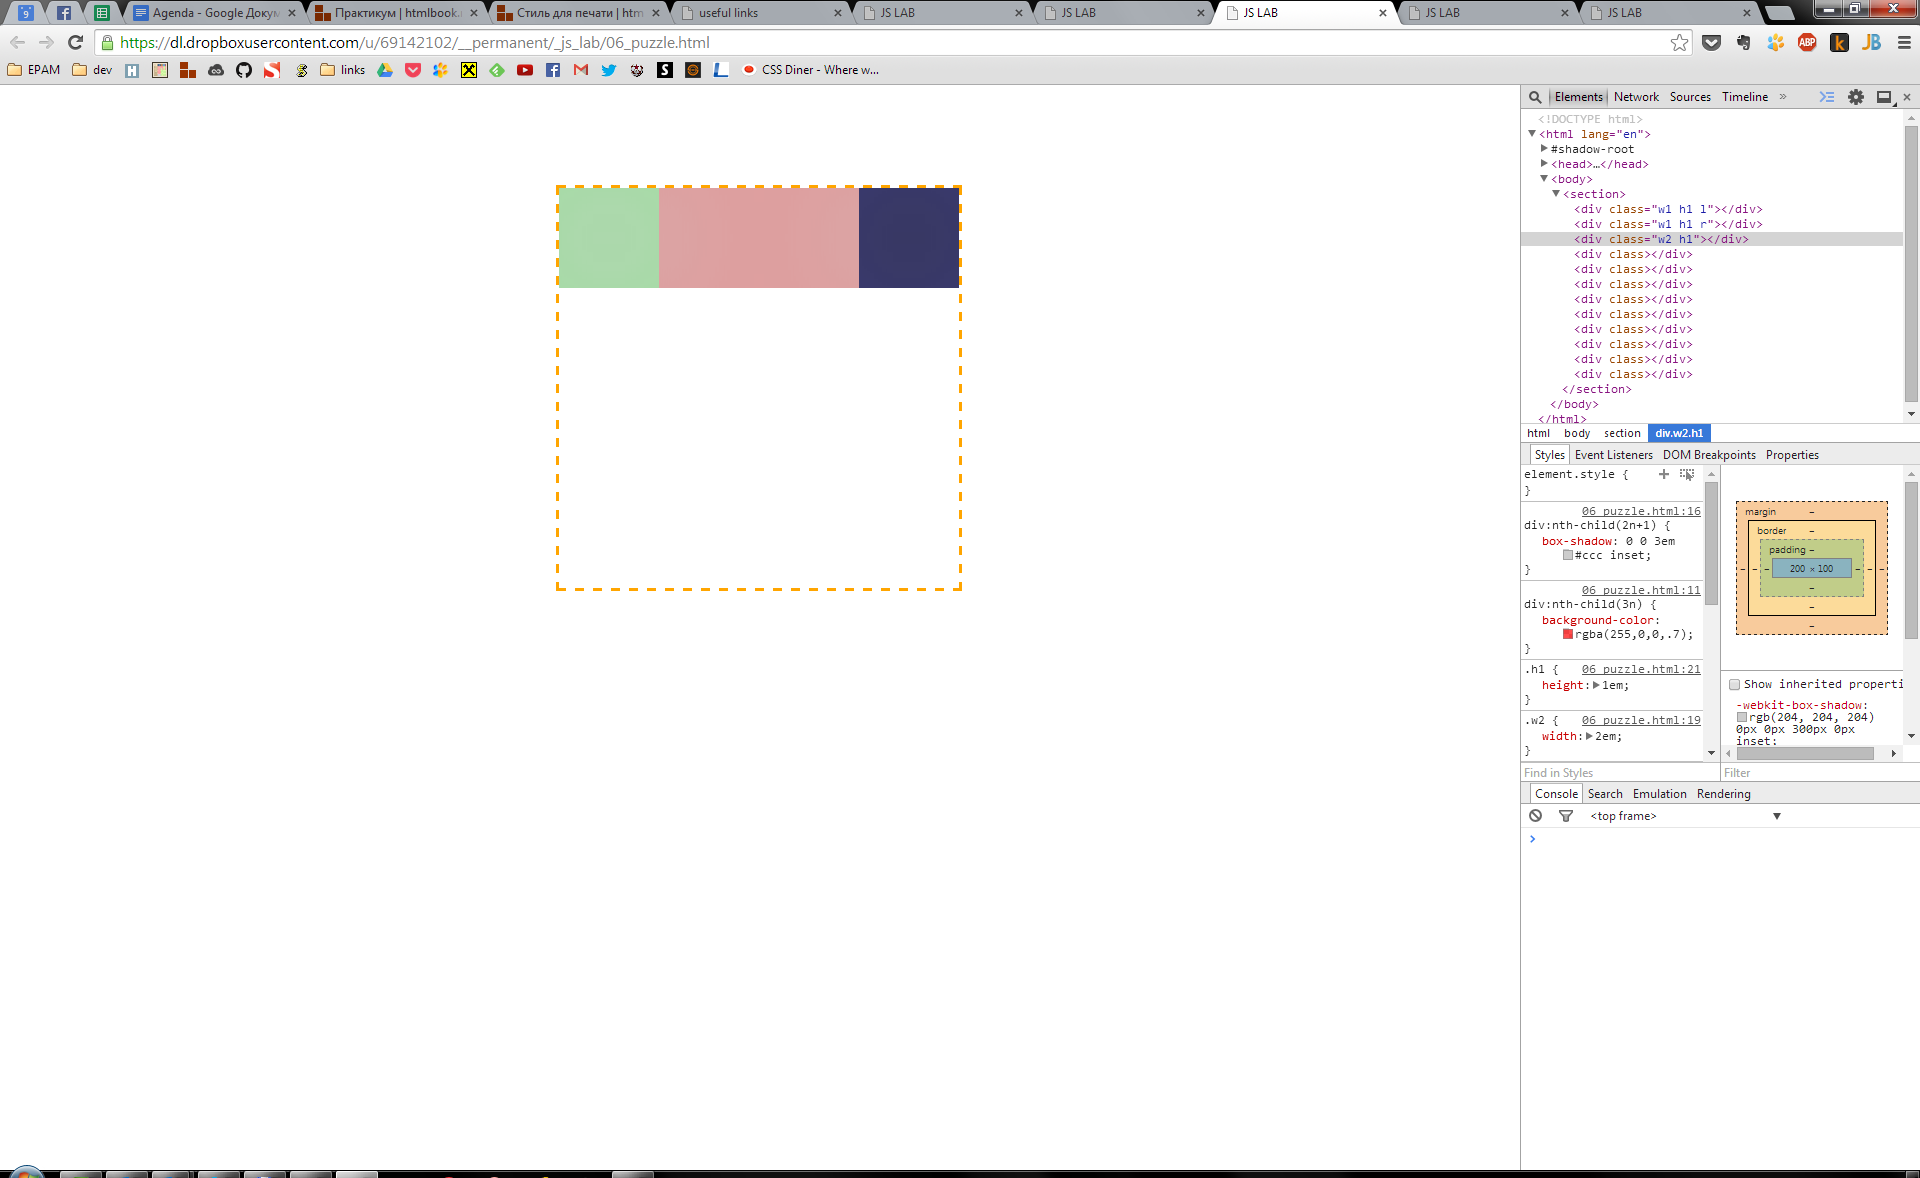 9
Agenda - Google Докум
Практикум | htmlbook.
Стиль для печати | htm
useful links
JS LAB
JS LAB
JS LAB
JS LAB
JS LAB
https://dl.dropboxusercontent.com/u/69142102/__permanent/_js_lab/06_puzzle.html
ABP
k
JB
EPAM
dev
links
CSS Diner - Where w...
Elements Network Sources Timeline »
<!DOCTYPE html>
<html lang="en">
#shadow-root
<head>…</head>
<body>
<section>
<div class="w1 h1 l"></div>
<div class="w1 h1 r"></div>
<div class="w2 h1"></div>
<div class></div>
<div class></div>
<div class></div>
<div class></div>
<div class></div>
<div class></div>
<div class></div>
<div class></div>
<div class></div>
</section>
</body>
</html>
html body section div.w2.h1
Styles Event Listeners DOM Breakpoints Properties
element.style {
}
06_puzzle.html:16
div:nth-child(2n+1) {
box-shadow: 0 0 3em
#ccc inset;
}
06_puzzle.html:11
div:nth-child(3n) {
background-color:
rgba(255,0,0,.7);
}
.h1 { 06_puzzle.html:21
height: 1em;
}
.w2 { 06_puzzle.html:19
width: 2em;
}
Find in Styles
margin –
border –
padding –
– – – 200 × 100 – – –
–
–
–
Show inherited properti
-webkit-box-shadow:
rgb(204, 204, 204)
0px 0px 300px 0px
inset;
Filter
Console Search Emulation Rendering
<top frame>
>